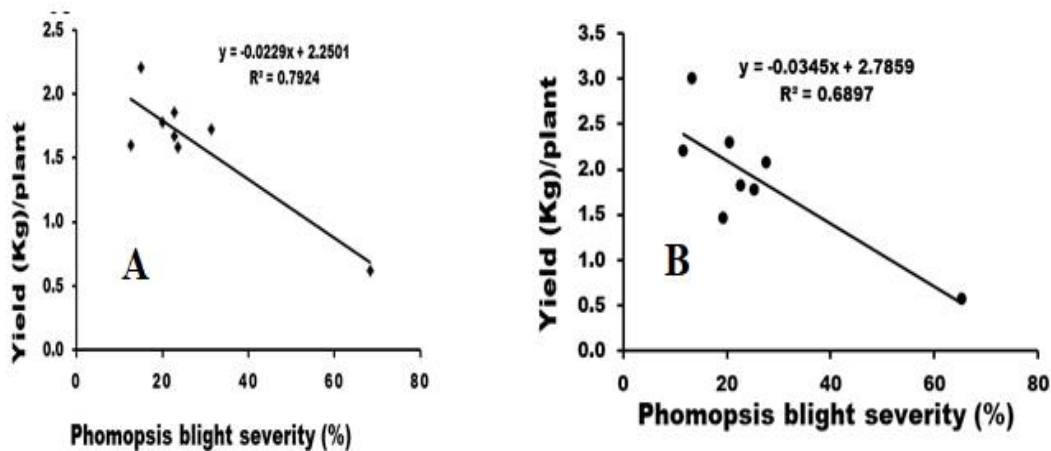 2.5
2.0
1.5
1.0
0.5
0.0
Yield (Kg)/plant
y = -0.0229x + 2.2501
R² = 0.7924
A
0 20 40 60 80
Phomopsis blight severity (%)
3.5
3.0
2.5
2.0
1.5
1.0
0.5
0.0
Yield (Kg)/plant
y = -0.0345x + 2.7859
R² = 0.6897
B
0 20 40 60 80
Phomopsis blight severity (%)